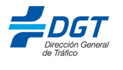 DGT
Dirección General
de Tráfico